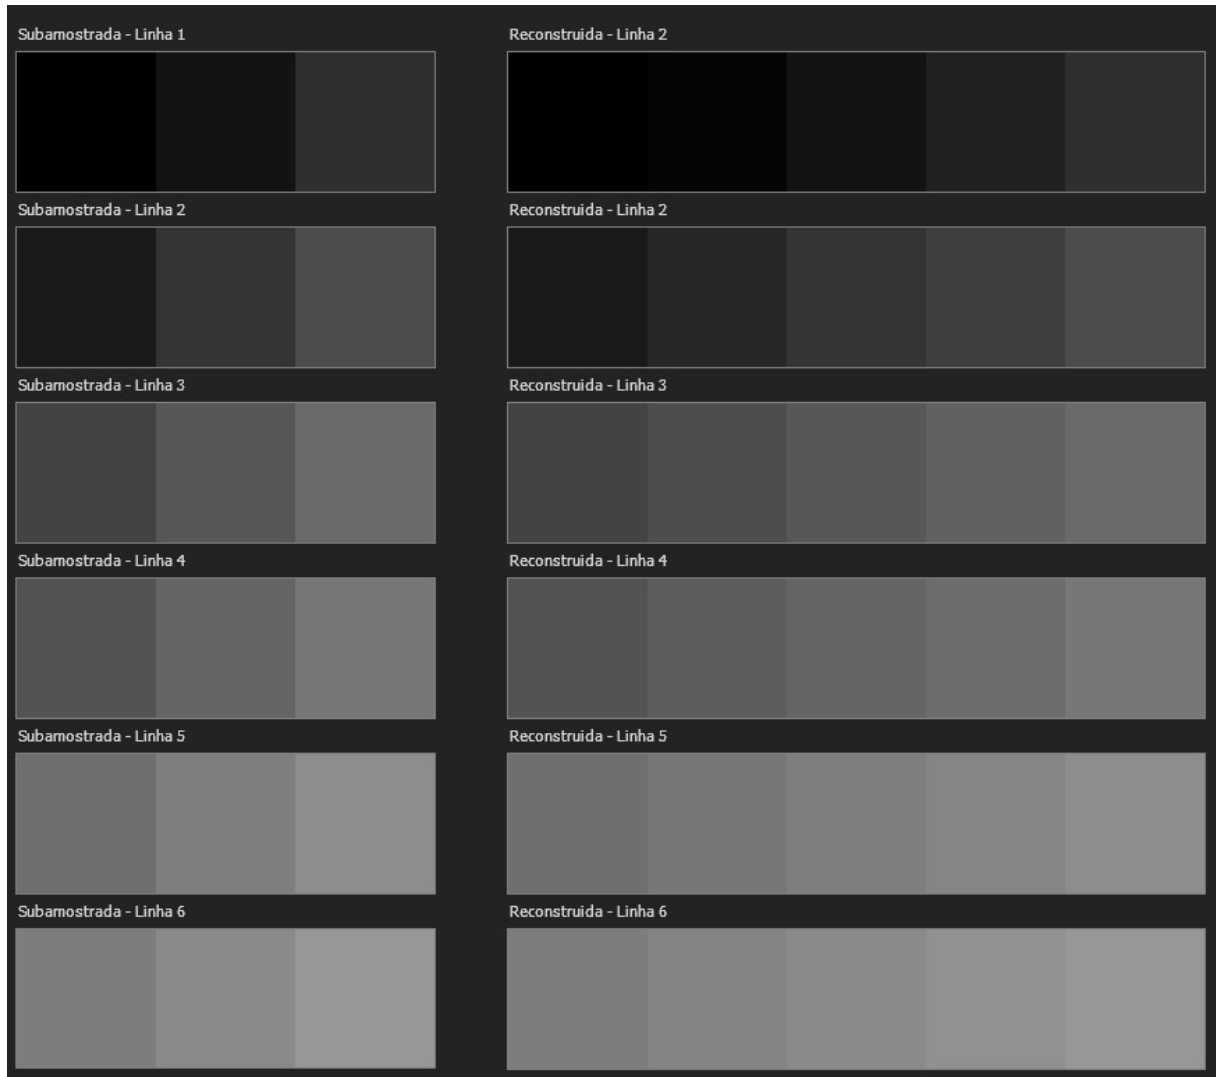 Subamostrada - Linha 1
Reconstruida - Linha 2
Subamostrada - Linha 2
Reconstruida - Linha 2
Subamostrada - Linha 3
Reconstruida - Linha 3
Subamostrada - Linha 4
Reconstruida - Linha 4
Subamostrada - Linha 5
Reconstruida - Linha 5
Subamostrada - Linha 6
Reconstruida - Linha 6